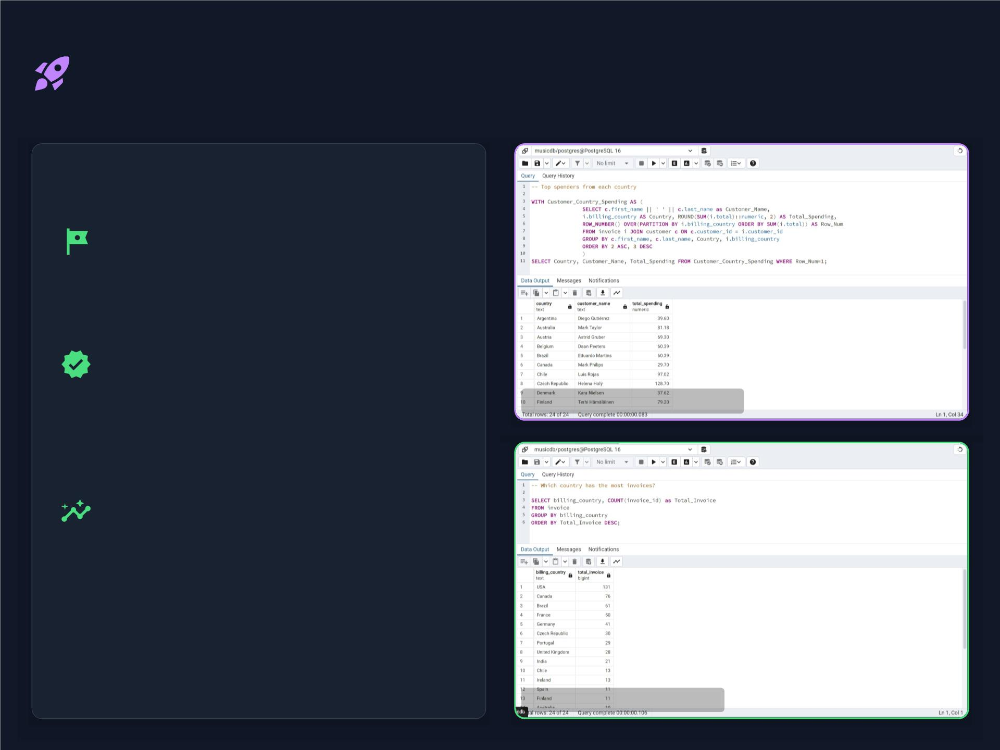 musicdb/postgres@PostgreSQL 16
No limit
Query Query History
1 -- Top spenders from each country
2
3 WITH Customer_Country_Spending AS (
4 SELECT c.first_name || ' ' || c.last_name as Customer_Name,
5 i.billing_country AS Country, ROUND(SUM(i.total)::numeric, 2) AS Total_Spending,
6 ROW_NUMBER() OVER(PARTITION BY i.billing_country ORDER BY SUM(i.total)) AS Row_Num
7 FROM invoice i JOIN customer c ON c.customer_id = i.customer_id
8 GROUP BY c.first_name, c.last_name, Country, i.billing_country
9 ORDER BY 2 ASC, 3 DESC
10 )
11 SELECT Country, Customer_Name, Total_Spending FROM Customer_Country_Spending WHERE Row_Num=1;
Data Output Messages Notifications
country customer_name total_spending
text text numeric
1 Argentina Diego Gutiérrez 39.60
2 Australia Mark Taylor 81.18
3 Austria Astrid Gruber 69.30
4 Belgium Daan Peeters 60.39
5 Brazil Eduardo Martins 60.39
6 Canada Mark Philips 29.70
7 Chile Luis Rojas 97.02
8 Czech Republic Helena Holý 128.70
9 Denmark Kara Nielsen 37.62
10 Finland Terhi Hämäläinen 79.20
Total rows: 24 of 24 Query complete 00:00:00.083 Ln 1, Col 34
musicdb/postgres@PostgreSQL 16
No limit
Query Query History
1 -- Which country has the most invoices?
2
3 SELECT billing_country, COUNT(invoice_id) as Total_Invoice
4 FROM invoice
5 GROUP BY billing_country
6 ORDER BY Total_Invoice DESC;
Data Output Messages Notifications
billing_country total_invoice
text bigint
1 USA 131
2 Canada 76
3 Brazil 61
4 France 50
5 Germany 41
6 Czech Republic 30
7 Portugal 29
8 United Kingdom 28
9 India 21
10 Chile 13
11 Ireland 13
12 Spain 11
13 Finland 11
Australia 10
cdb tal rows: 24 of 24 Query complete 00:00:00.106 Ln 1, Col 1